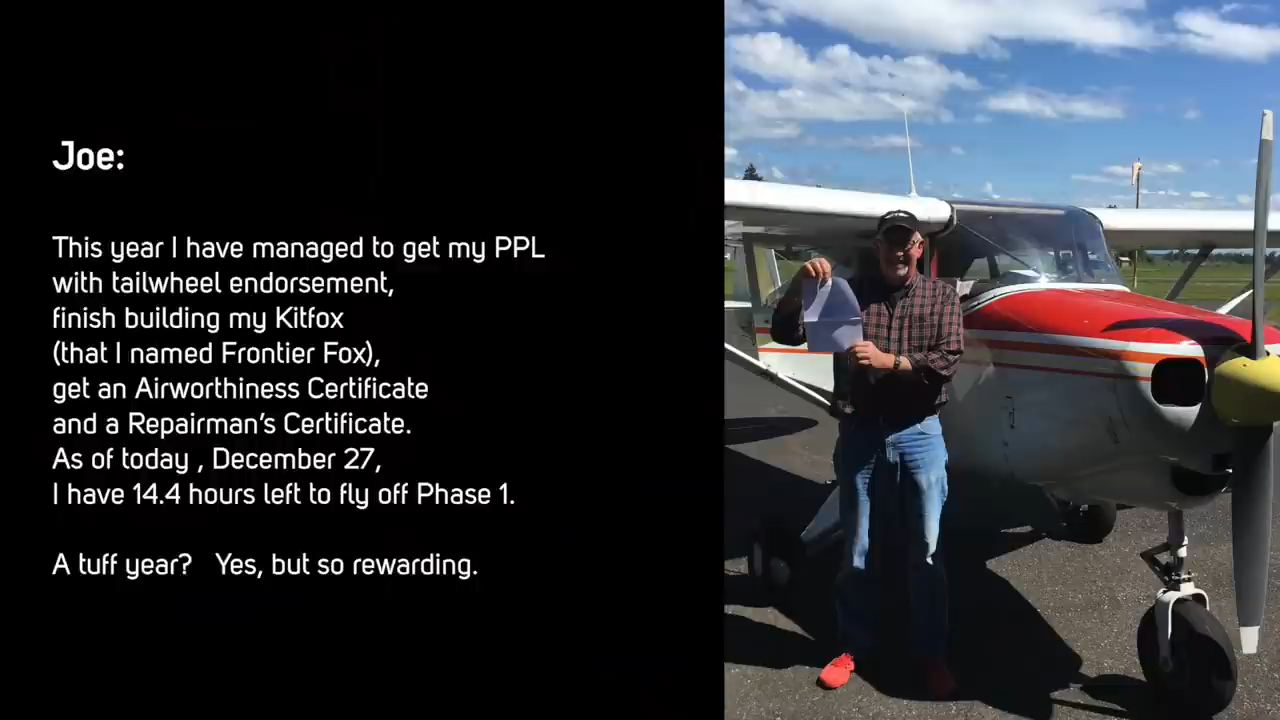 Joe:
This year I have managed to get my PPL
with tailwheel endorsement,
finish building my Kitfox
(that I named Frontier Fox),
get an Airworthiness Certificate
and a Repairman's Certificate.
As of today , December 27,
I have 14.4 hours left to fly off Phase 1.
A tuff year?   Yes, but so rewarding.